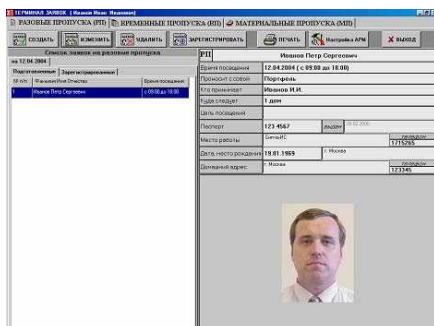 ТЕРМИНАЛ ЗАЯВОК (Иванов Иван Иванович)
РАЗОВЫЕ ПРОПУСКА (РП) ВРЕМЕННЫЕ ПРОПУСКА (ВП) МАТЕРИАЛЬНЫЕ ПРОПУСКА (МП)
СОЗДАТЬ ИЗМЕНИТЬ УДАЛИТЬ ЗАРЕГИСТРИРОВАТЬ ПЕЧАТЬ Настройка АРМ ВЫХОД
Список заявок на разовые пропуска
на 12.04.2004
Подготовленные Зарегистрированные
№ п/п Фамилия Имя Отчество Время посещения
1 Иванов Петр Сергеевич с 09:00 до 18:00
РП Иванов Петр Сергеевич
Время посещения 12.04.2004 ( с 09:00 до 18:00)
Проносит с собой Портфель
К кто принимает Иванов И.И.
Куда следует 1 дом
Цель посещения
Паспорт 123 4567 выдан
Место работы телефон
1715265
Дата, место рождения 19.01.1969 г. Москва
Домашний адрес г. Москва телефон
123345